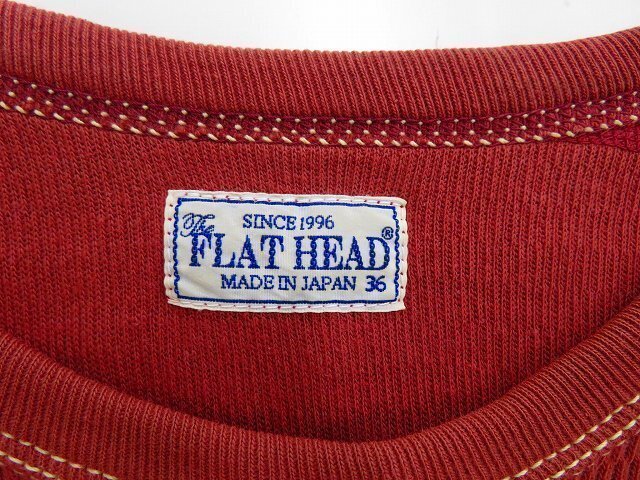 SINCE 1996
The
FLAT HEAD®
MADE IN JAPAN 36